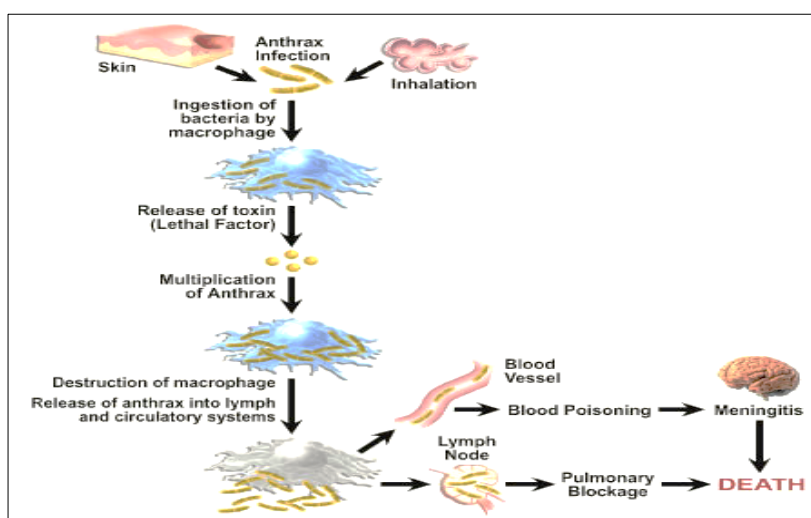 Skin
Anthrax
Infection
Inhalation
Ingestion of
bacteria by
macrophage
Release of toxin
(Lethal Factor)
Multiplication
of Anthrax
Destruction of macrophage
Release of anthrax into lymph
and circulatory systems
Blood
Vessel
Blood Poisoning
Meningitis
Lymph
Node
Pulmonary
Blockage
DEATH